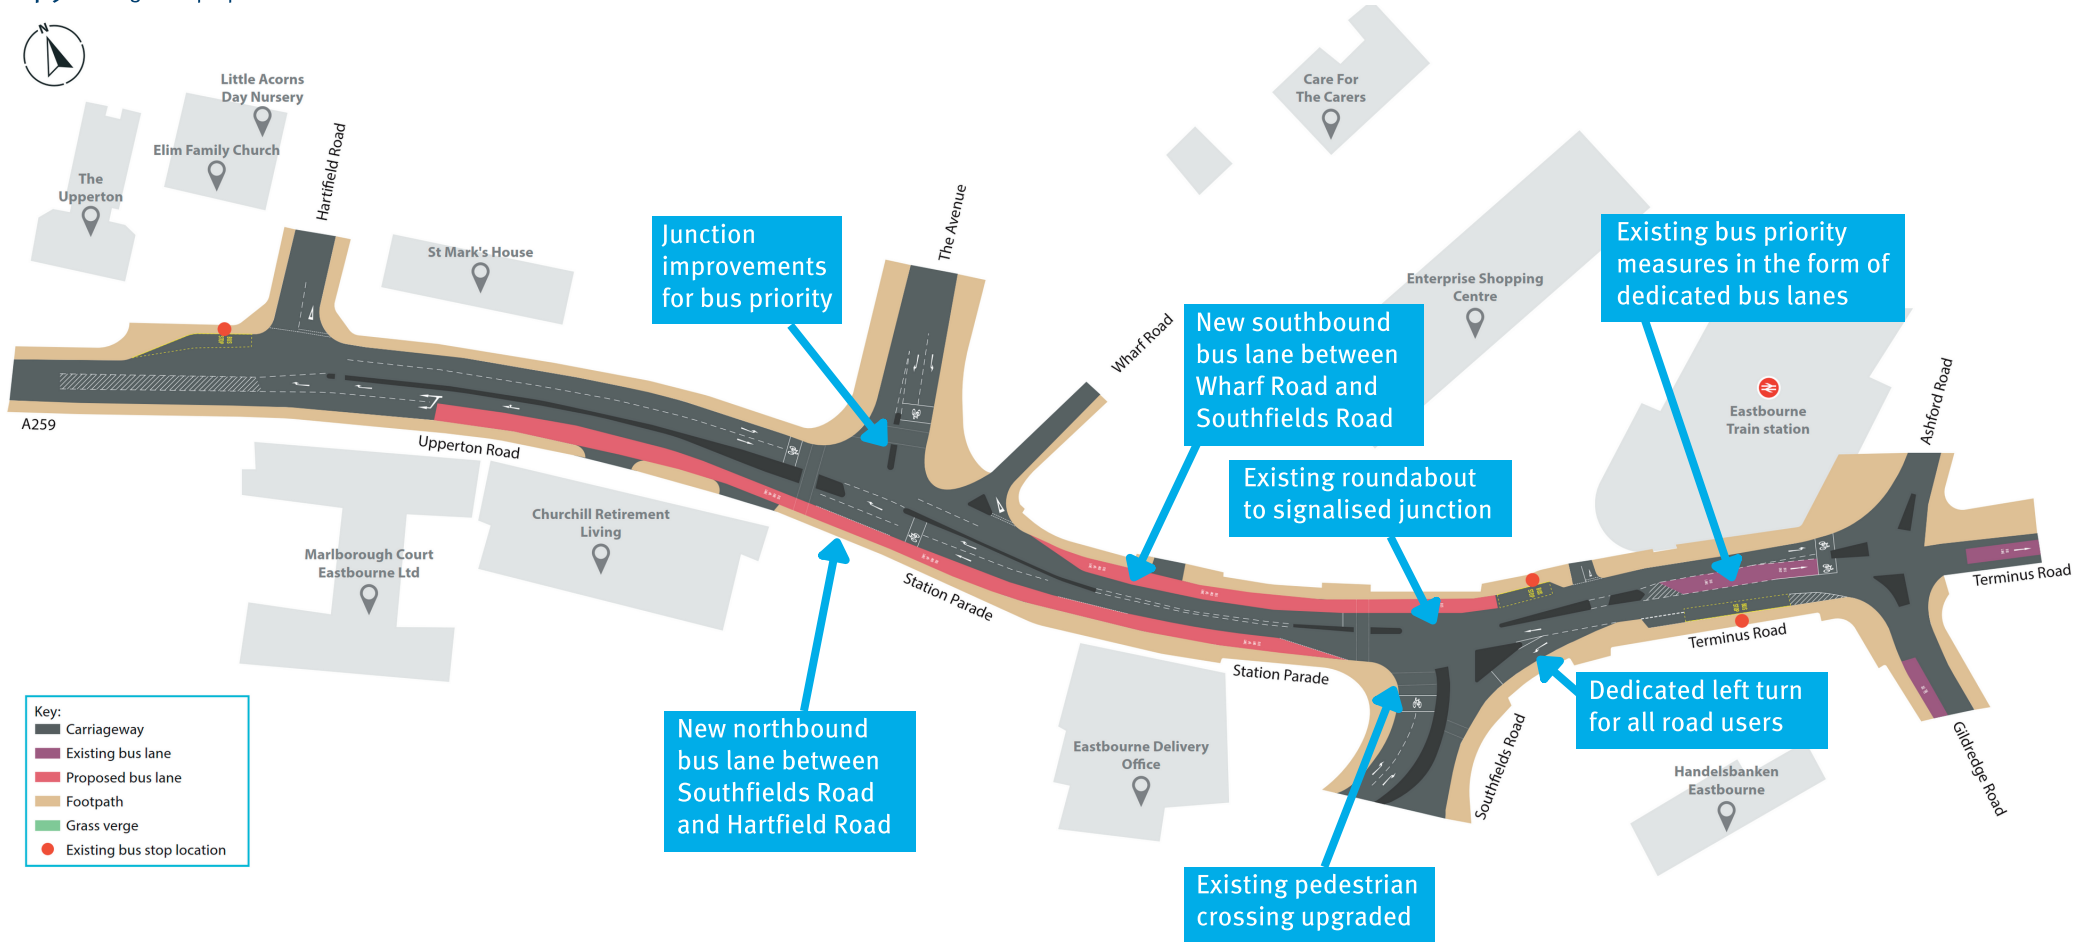 N
Little Acorns
Day Nursery
Elim Family Church
The
Upperton
Hartifield Road
St Mark's House
Junction
improvements
for bus priority
The Avenue
Wharf Road
Care For
The Carers
Enterprise Shopping
Centre
New southbound
bus lane between
Wharf Road and
Southfields Road
Existing bus priority
measures in the form of
dedicated bus lanes
Eastbourne
Train station
Ashford Road
A259
Upperton Road
Existing roundabout
to signalised junction
Churchill Retirement
Living
Marlborough Court
Eastbourne Ltd
Station Parade
Station Parade
Terminus Road
Terminus Road
Dedicated left turn
for all road users
New northbound
bus lane between
Southfields Road
and Hartfield Road
Eastbourne Delivery
Office
Southfields Road
Handelsbanken
Eastbourne
Gildredge Road
Existing pedestrian
crossing upgraded
Key:
Carriageway
Existing bus lane
Proposed bus lane
Footpath
Grass verge
Existing bus stop location